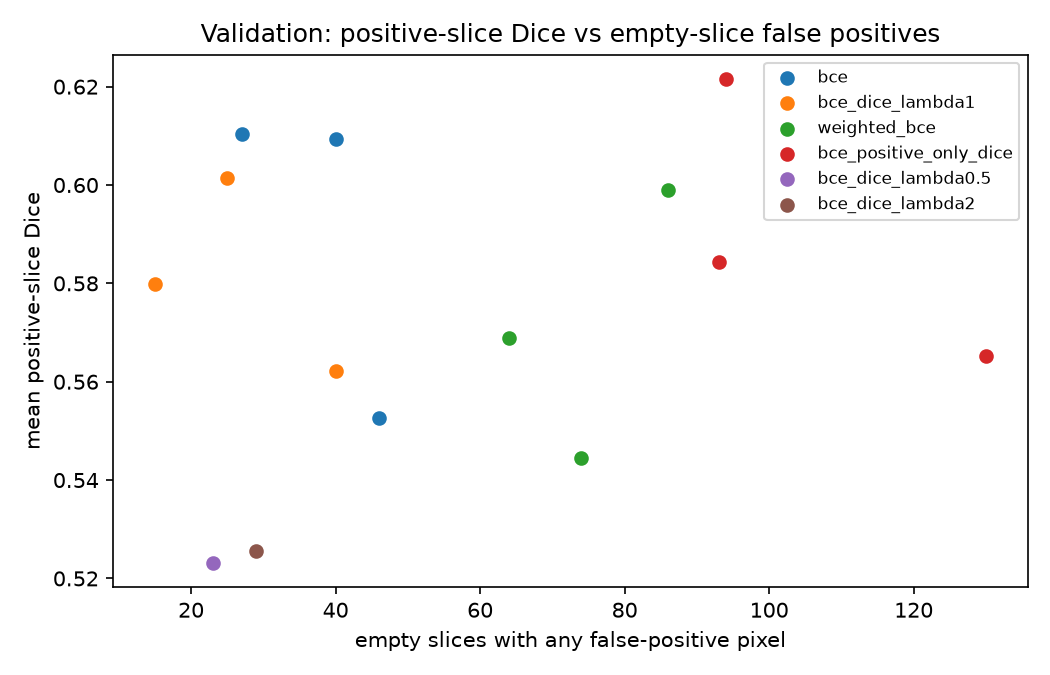 Validation: positive-slice Dice vs empty-slice false positives
bce
bce_dice_lambda1
weighted_bce
bce_positive_only_dice
bce_dice_lambda0.5
bce_dice_lambda2
mean positive-slice Dice
0.62
0.60
0.58
0.56
0.54
0.52
20 40 60 80 100 120
empty slices with any false-positive pixel